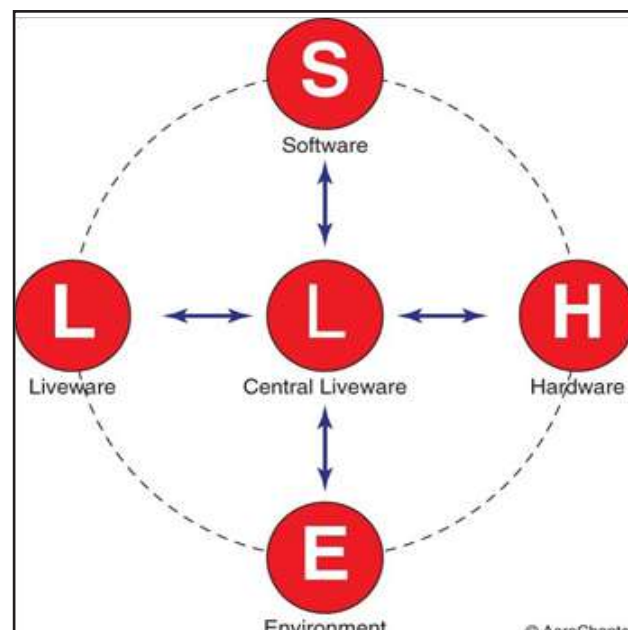 S
Software
L
L
H
Liveware
Central Liveware
Hardware
E
Environment